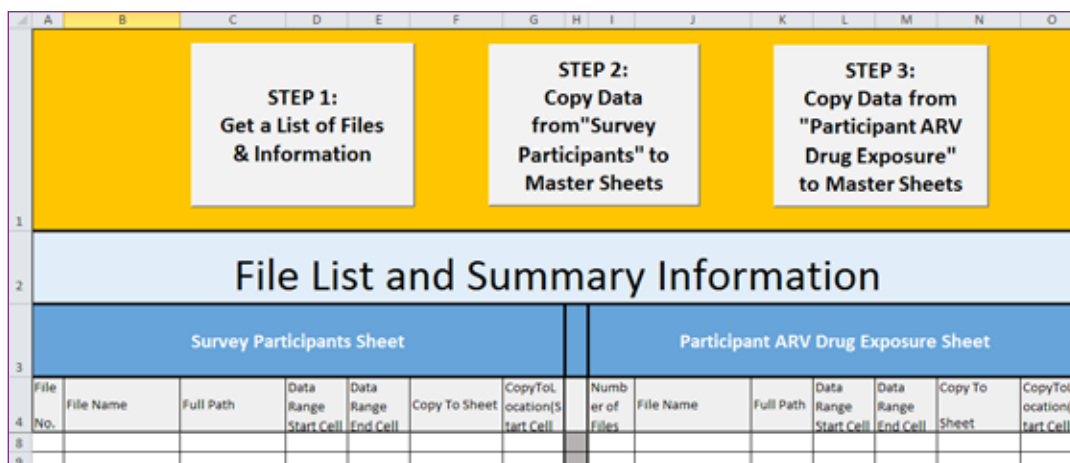 A B C D E F G H I J K L M N O
STEP 1:
Get a List of Files
& Information
STEP 2:
Copy Data
from"Survey
Participants" to
Master Sheets
STEP 3:
Copy Data from
"Participant ARV
Drug Exposure"
to Master Sheets
1
File List and Summary Information
2
Survey Participants Sheet
Participant ARV Drug Exposure Sheet
3
File
No.
File Name
Full Path
Data
Range
Start Cell
Data
Range
End Cell
Copy To Sheet
CopyToL
ocation(S
tart Cell
Numb
er of
Files
File Name
Full Path
Data
Range
Start Cell
Data
Range
End Cell
Copy To
Sheet
CopyToL
ocation(
tart Cell
4
8
9